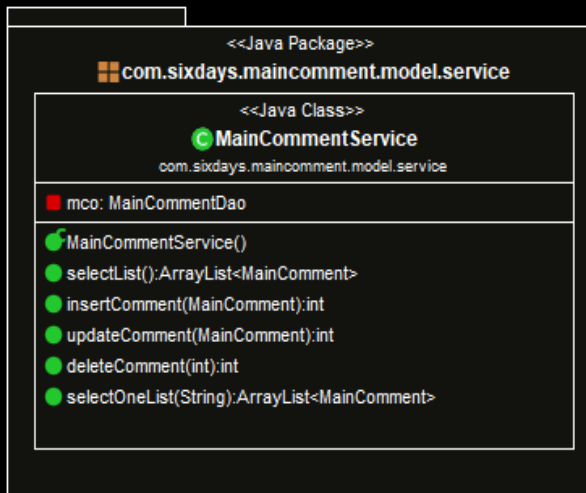 <<Java Package>>
com.sixdays.maincomment.model.service
<<Java Class>>
C MainCommentService
com.sixdays.maincomment.model.service
mco: MainCommentDao
MainCommentService()
selectList():ArrayList<MainComment>
insertComment(MainComment):int
updateComment(MainComment):int
deleteComment(int):int
selectOneList(String):ArrayList<MainComment>